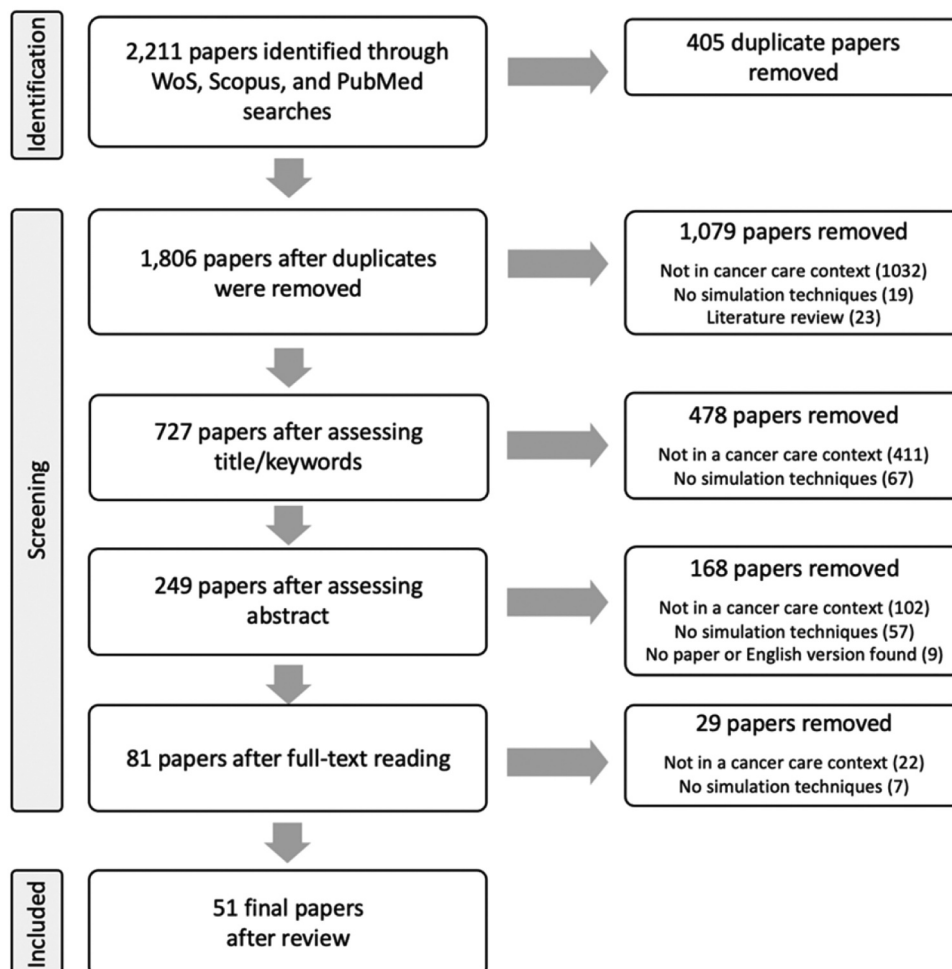 Identification
2,211 papers identified through
WoS, Scopus, and PubMed
searches
405 duplicate papers
removed
Screening
1,806 papers after duplicates
were removed
1,079 papers removed
Not in cancer care context (1032)
No simulation techniques (19)
Literature review (23)
727 papers after assessing
title/keywords
478 papers removed
Not in a cancer care context (411)
No simulation techniques (67)
249 papers after assessing
abstract
168 papers removed
Not in a cancer care context (102)
No simulation techniques (57)
No paper or English version found (9)
81 papers after full-text reading
29 papers removed
Not in a cancer care context (22)
No simulation techniques (7)
Included
51 final papers
after review